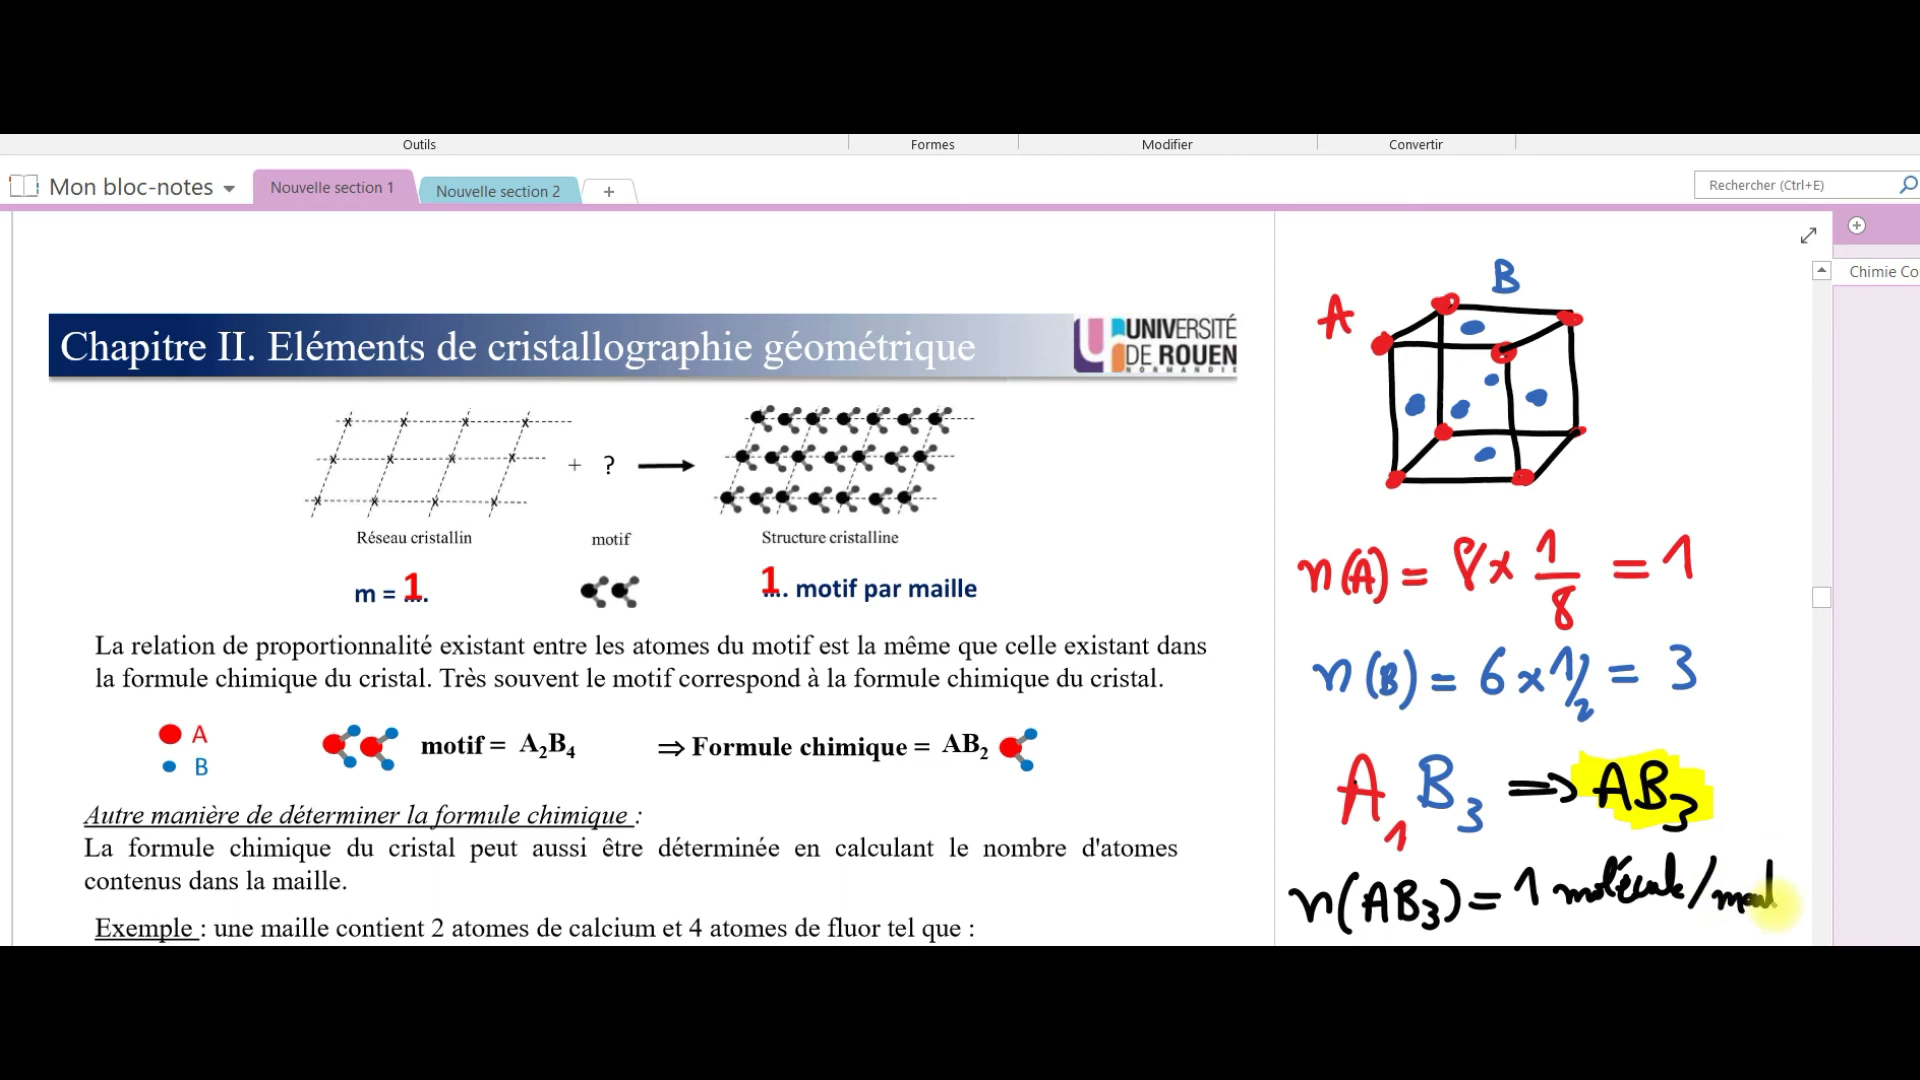 Outils Formes Modifier Convertir
Mon bloc-notes Nouvelle section 1 Nouvelle section 2 + Rechercher (Ctrl+E)
Chimie Co
Chapitre II. Eléments de cristallographie géométrique
UNIVERSITÉ
DE ROUEN
NORMANDIE
+ ?
Réseau cristallin motif Structure cristalline
m = 1. 1... motif par maille
La relation de proportionnalité existant entre les atomes du motif est la même que celle existant dans
la formule chimique du cristal. Très souvent le motif correspond à la formule chimique du cristal.
A
B
motif = A₂B₄ ⇒ Formule chimique = AB₂
Autre manière de déterminer la formule chimique :
La formule chimique du cristal peut aussi être déterminée en calculant le nombre d'atomes
contenus dans la maille.
Exemple : une maille contient 2 atomes de calcium et 4 atomes de fluor tel que :
B
A
n(A) = 8 × 1/8 = 1
n(B) = 6 × 1/2 = 3
A₁ B₃ ⇒ AB₃
n(AB₃) = 1 molécule/